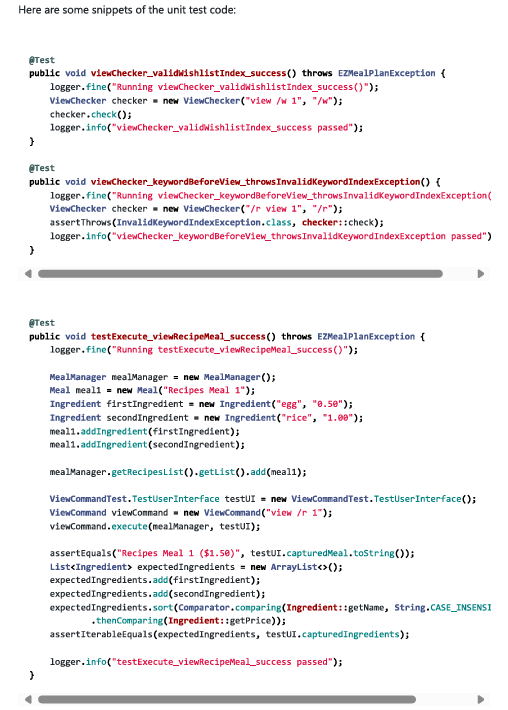 Here are some snippets of the unit test code:
@Test
public void viewChecker_validWishlistIndex_success() throws EZMealPlanException {
logger.fine("Running viewChecker_validWishlistIndex_success()");
ViewChecker checker = new ViewChecker("view /w 1", "/w");
checker.check();
logger.info("viewChecker_validWishlistIndex_success passed");
}
@Test
public void viewChecker_keywordBeforeView_throwsInvalidKeywordIndexException() {
logger.fine("Running viewChecker_keywordBeforeView_throwsInvalidKeywordIndexException(
ViewChecker checker = new ViewChecker("/r view 1", "/r");
assertThrows(InvalidKeywordIndexException.class, checker::check);
logger.info("viewChecker_keywordBeforeView_throwsInvalidKeywordIndexException passed")
}
@Test
public void testExecute_viewRecipeMeal_success() throws EZMealPlanException {
logger.fine("Running testExecute_viewRecipeMeal_success()");
MealManager mealManager = new MealManager();
Meal meal1 = new Meal("Recipes Meal 1");
Ingredient firstIngredient = new Ingredient("egg", "0.50");
Ingredient secondIngredient = new Ingredient("rice", "1.00");
meal1.addIngredient(firstIngredient);
meal1.addIngredient(secondIngredient);
mealManager.getRecipesList().getList().add(meal1);
ViewCommandTest.TestUserInterface testUI = new ViewCommandTest.TestUserInterface();
ViewCommand viewCommand = new ViewCommand("view /r 1");
viewCommand.execute(mealManager, testUI);
assertEquals("Recipes Meal 1 ($1.50)", testUI.capturedMeal.toString());
List<Ingredient> expectedIngredients = new ArrayList<>();
expectedIngredients.add(firstIngredient);
expectedIngredients.add(secondIngredient);
expectedIngredients.sort(Comparator.comparing(Ingredient::getName, String.CASE_INSENSI
.thenComparing(Ingredient::getPrice));
assertIterableEquals(expectedIngredients, testUI.capturedIngredients);
logger.info("testExecute_viewRecipeMeal_success passed");
}